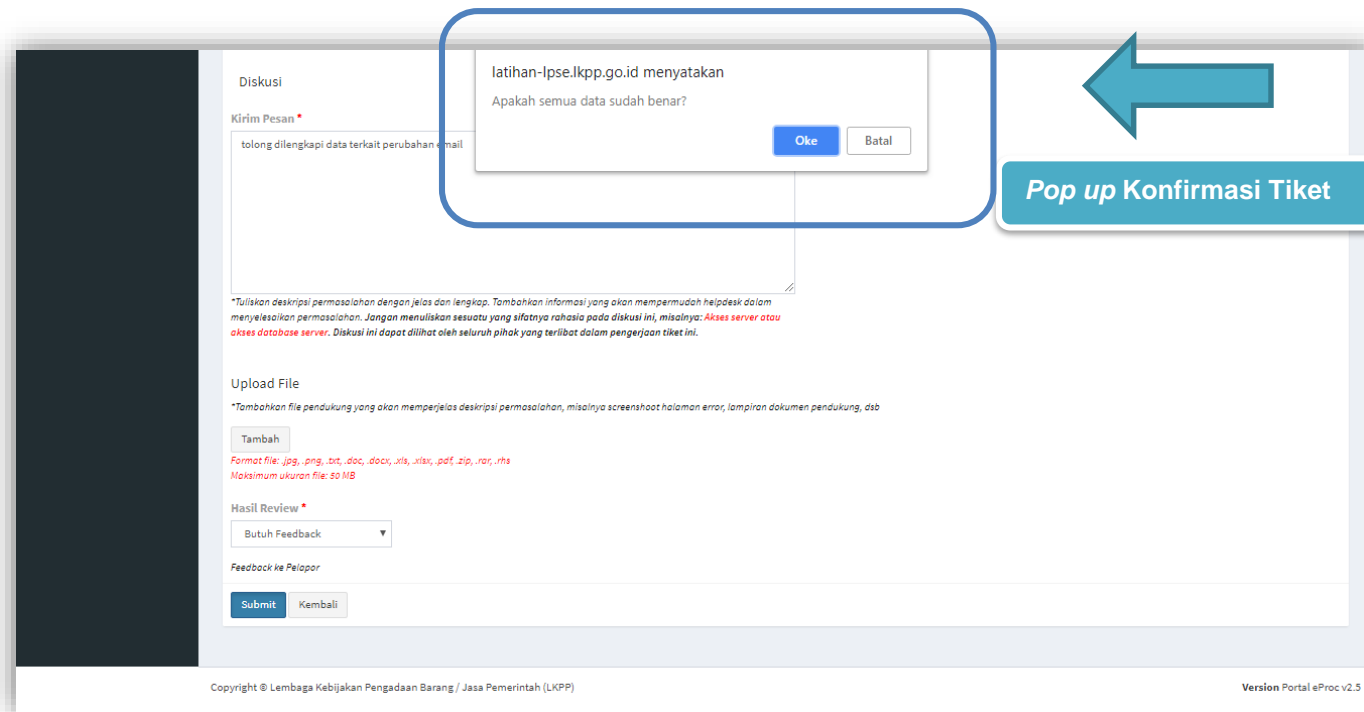 latihan-lpse.lkpp.go.id menyatakan
Apakah semua data sudah benar?
Oke
Batal
Pop up Konfirmasi Tiket
Diskusi
Kirim Pesan *
tolong dilengkapi data terkait perubahan email
*Tuliskan deskripsi permasalahan dengan jelas dan lengkap. Tambahkan informasi yang akan mempermudah helpdesk dalam
menyelesaikan permasalahan. Jangan menuliskan sesuatu yang sifatnya rahasia pada diskusi ini, misalnya: Akses server atau
akses database server. Diskusi ini dapat dilihat oleh seluruh pihak yang terlibat dalam pengerjaan tiket ini.
Upload File
*Tambahkan file pendukung yang akan memperjelas deskripsi permasalahan, misalnya screenshoot halaman error, lampiran dokumen pendukung, dsb
Tambah
Format file: .jpg, .png, .txt, .doc, .docx, .xls, .xlsx, .pdf, .zip, .rar, .rhs
Maksimum ukuran file: 50 MB
Hasil Review *
Butuh Feedback
Feedback ke Pelapor
Submit
Kembali
Copyright © Lembaga Kebijakan Pengadaan Barang / Jasa Pemerintah (LKPP)
Version Portal eProc v2.5